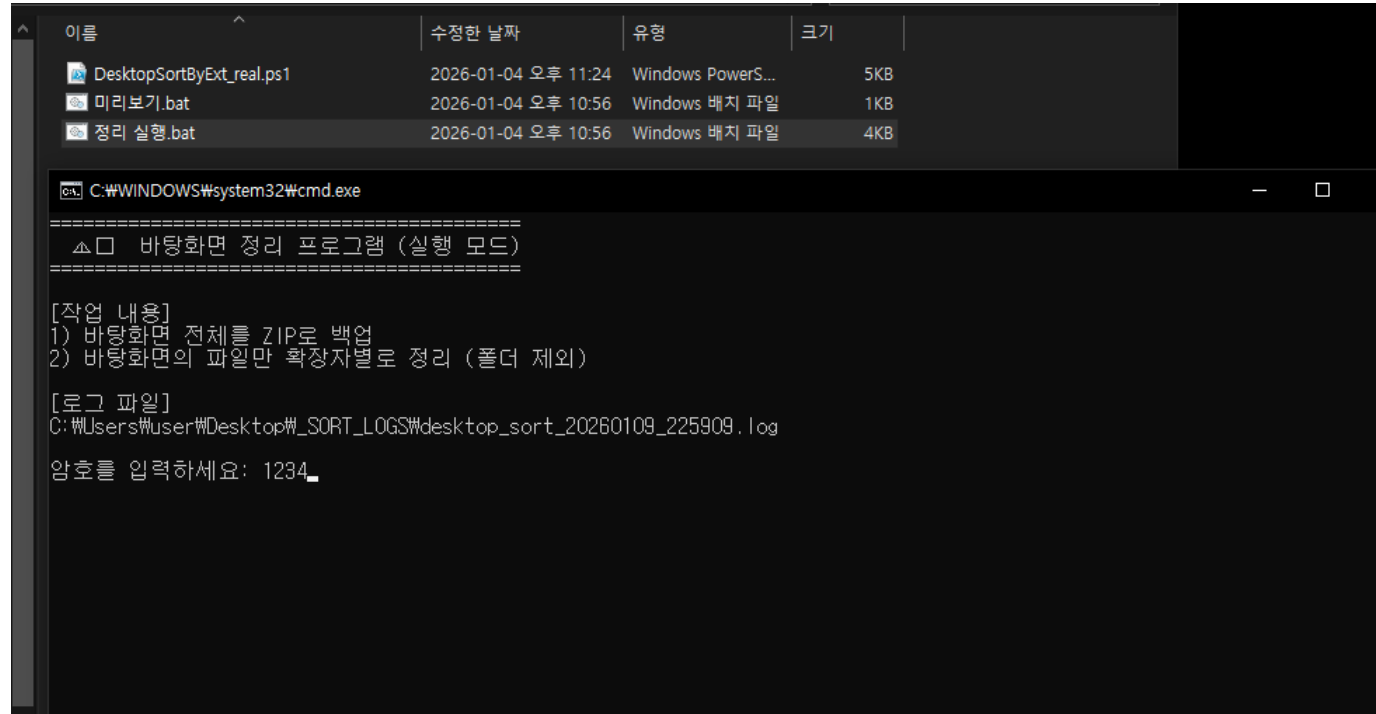 이름 수정한 날짜 유형 크기
DesktopSortByExt_real.ps1 2026-01-04 오후 11:24 Windows PowerS... 5KB
미리보기.bat 2026-01-04 오후 10:56 Windows 배치 파일 1KB
정리 실행.bat 2026-01-04 오후 10:56 Windows 배치 파일 4KB
C:₩WINDOWS₩system32₩cmd.exe
==========================================
⚠□ 바탕화면 정리 프로그램 (실행 모드)
==========================================
[작업 내용]
1) 바탕화면 전체를 ZIP로 백업
2) 바탕화면의 파일만 확장자별로 정리 (폴더 제외)
[로그 파일]
C:₩Users₩user₩Desktop₩_SORT_LOGS₩desktop_sort_20260109_225909.log
암호를 입력하세요: 1234